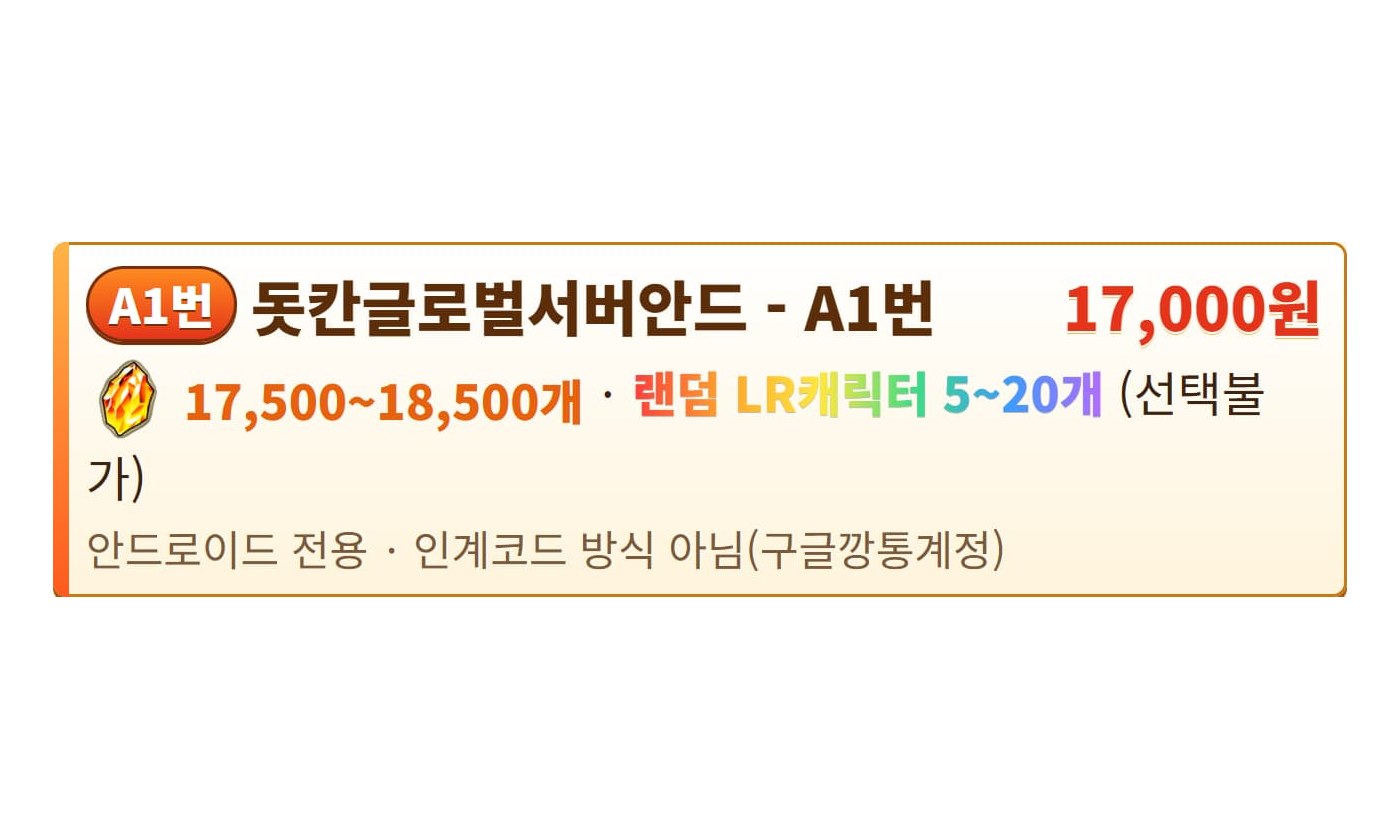 A1번 돗칸글로벌서버안드 - A1번 17,000원
17,500~18,500개 · 랜덤 LR캐릭터 5~20개 (선택불
가)
안드로이드 전용 · 인계코드 방식 아님(구글깡통계정)